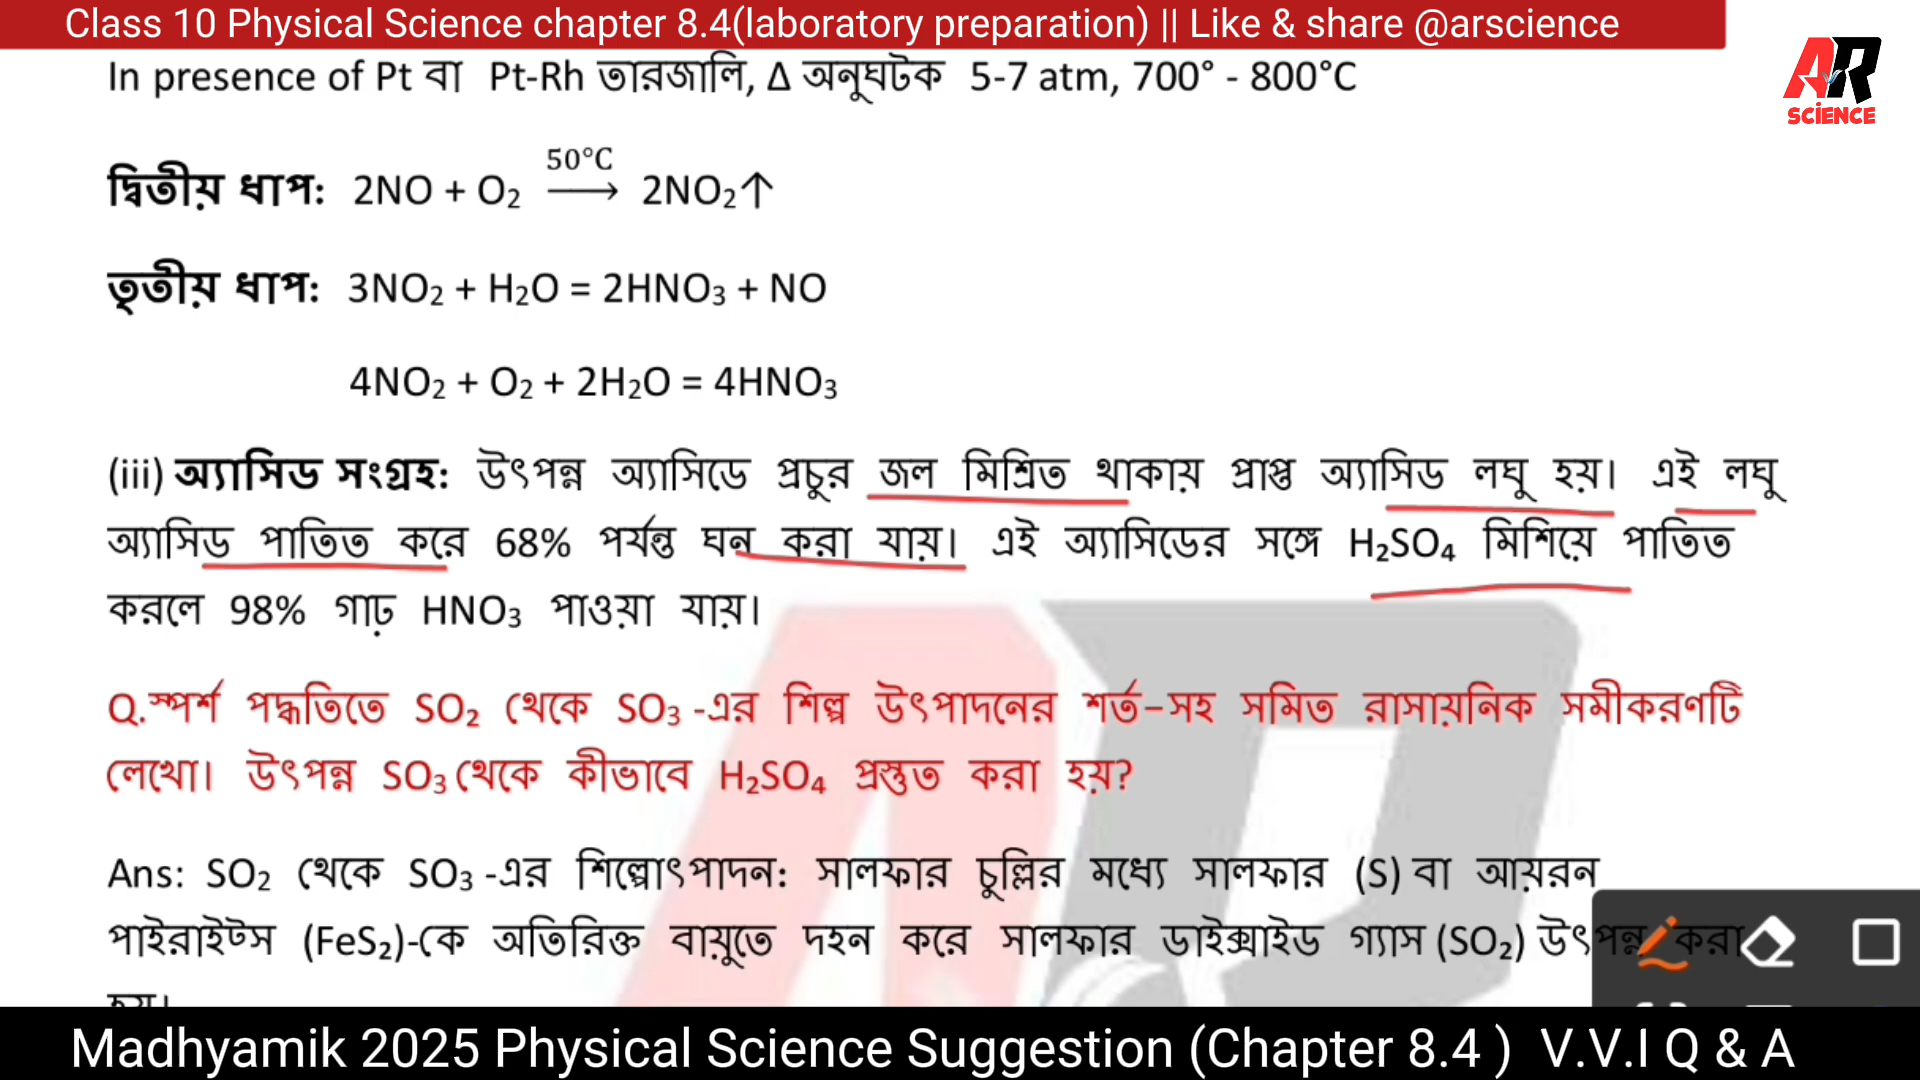 Class 10 Physical Science chapter 8.4(laboratory preparation) || Like & share @arscience
AR
SCIENCE
In presence of Pt বা Pt-Rh তারজালি, Δ অনুঘটক 5-7 atm, 700° - 800°C
দ্বিতীয় ধাপ: 2NO + O₂ 50°C ⟶ 2NO₂↑
তৃতীয় ধাপ: 3NO₂ + H₂O = 2HNO₃ + NO
4NO₂ + O₂ + 2H₂O = 4HNO₃
(iii) অ্যাসিড সংগ্রহ: উৎপন্ন অ্যাসিডে প্রচুর জল মিশ্রিত থাকায় প্রাপ্ত অ্যাসিড লঘু হয়। এই লঘু
অ্যাসিড পাতিত করে 68% পর্যন্ত ঘন করা যায়। এই অ্যাসিডের সঙ্গে H₂SO₄ মিশিয়ে পাতিত
করলে 98% গাঢ় HNO₃ পাওয়া যায়।
Q.স্পর্শ পদ্ধতিতে SO₂ থেকে SO₃ -এর শিল্প উৎপাদনের শর্ত–সহ সমিত রাসায়নিক সমীকরণটি
লেখো। উৎপন্ন SO₃ থেকে কীভাবে H₂SO₄ প্রস্তুত করা হয়?
Ans: SO₂ থেকে SO₃ -এর শিল্পোৎপাদন: সালফার চুল্লির মধ্যে সালফার (S) বা আয়রন
পাইরাইটস (FeS₂)-কে অতিরিক্ত বায়ুতে দহন করে সালফার ডাইক্সাইড গ্যাস (SO₂) উৎপন্ন করা
হয়।
Madhyamik 2025 Physical Science Suggestion (Chapter 8.4 ) V.V.I Q & A